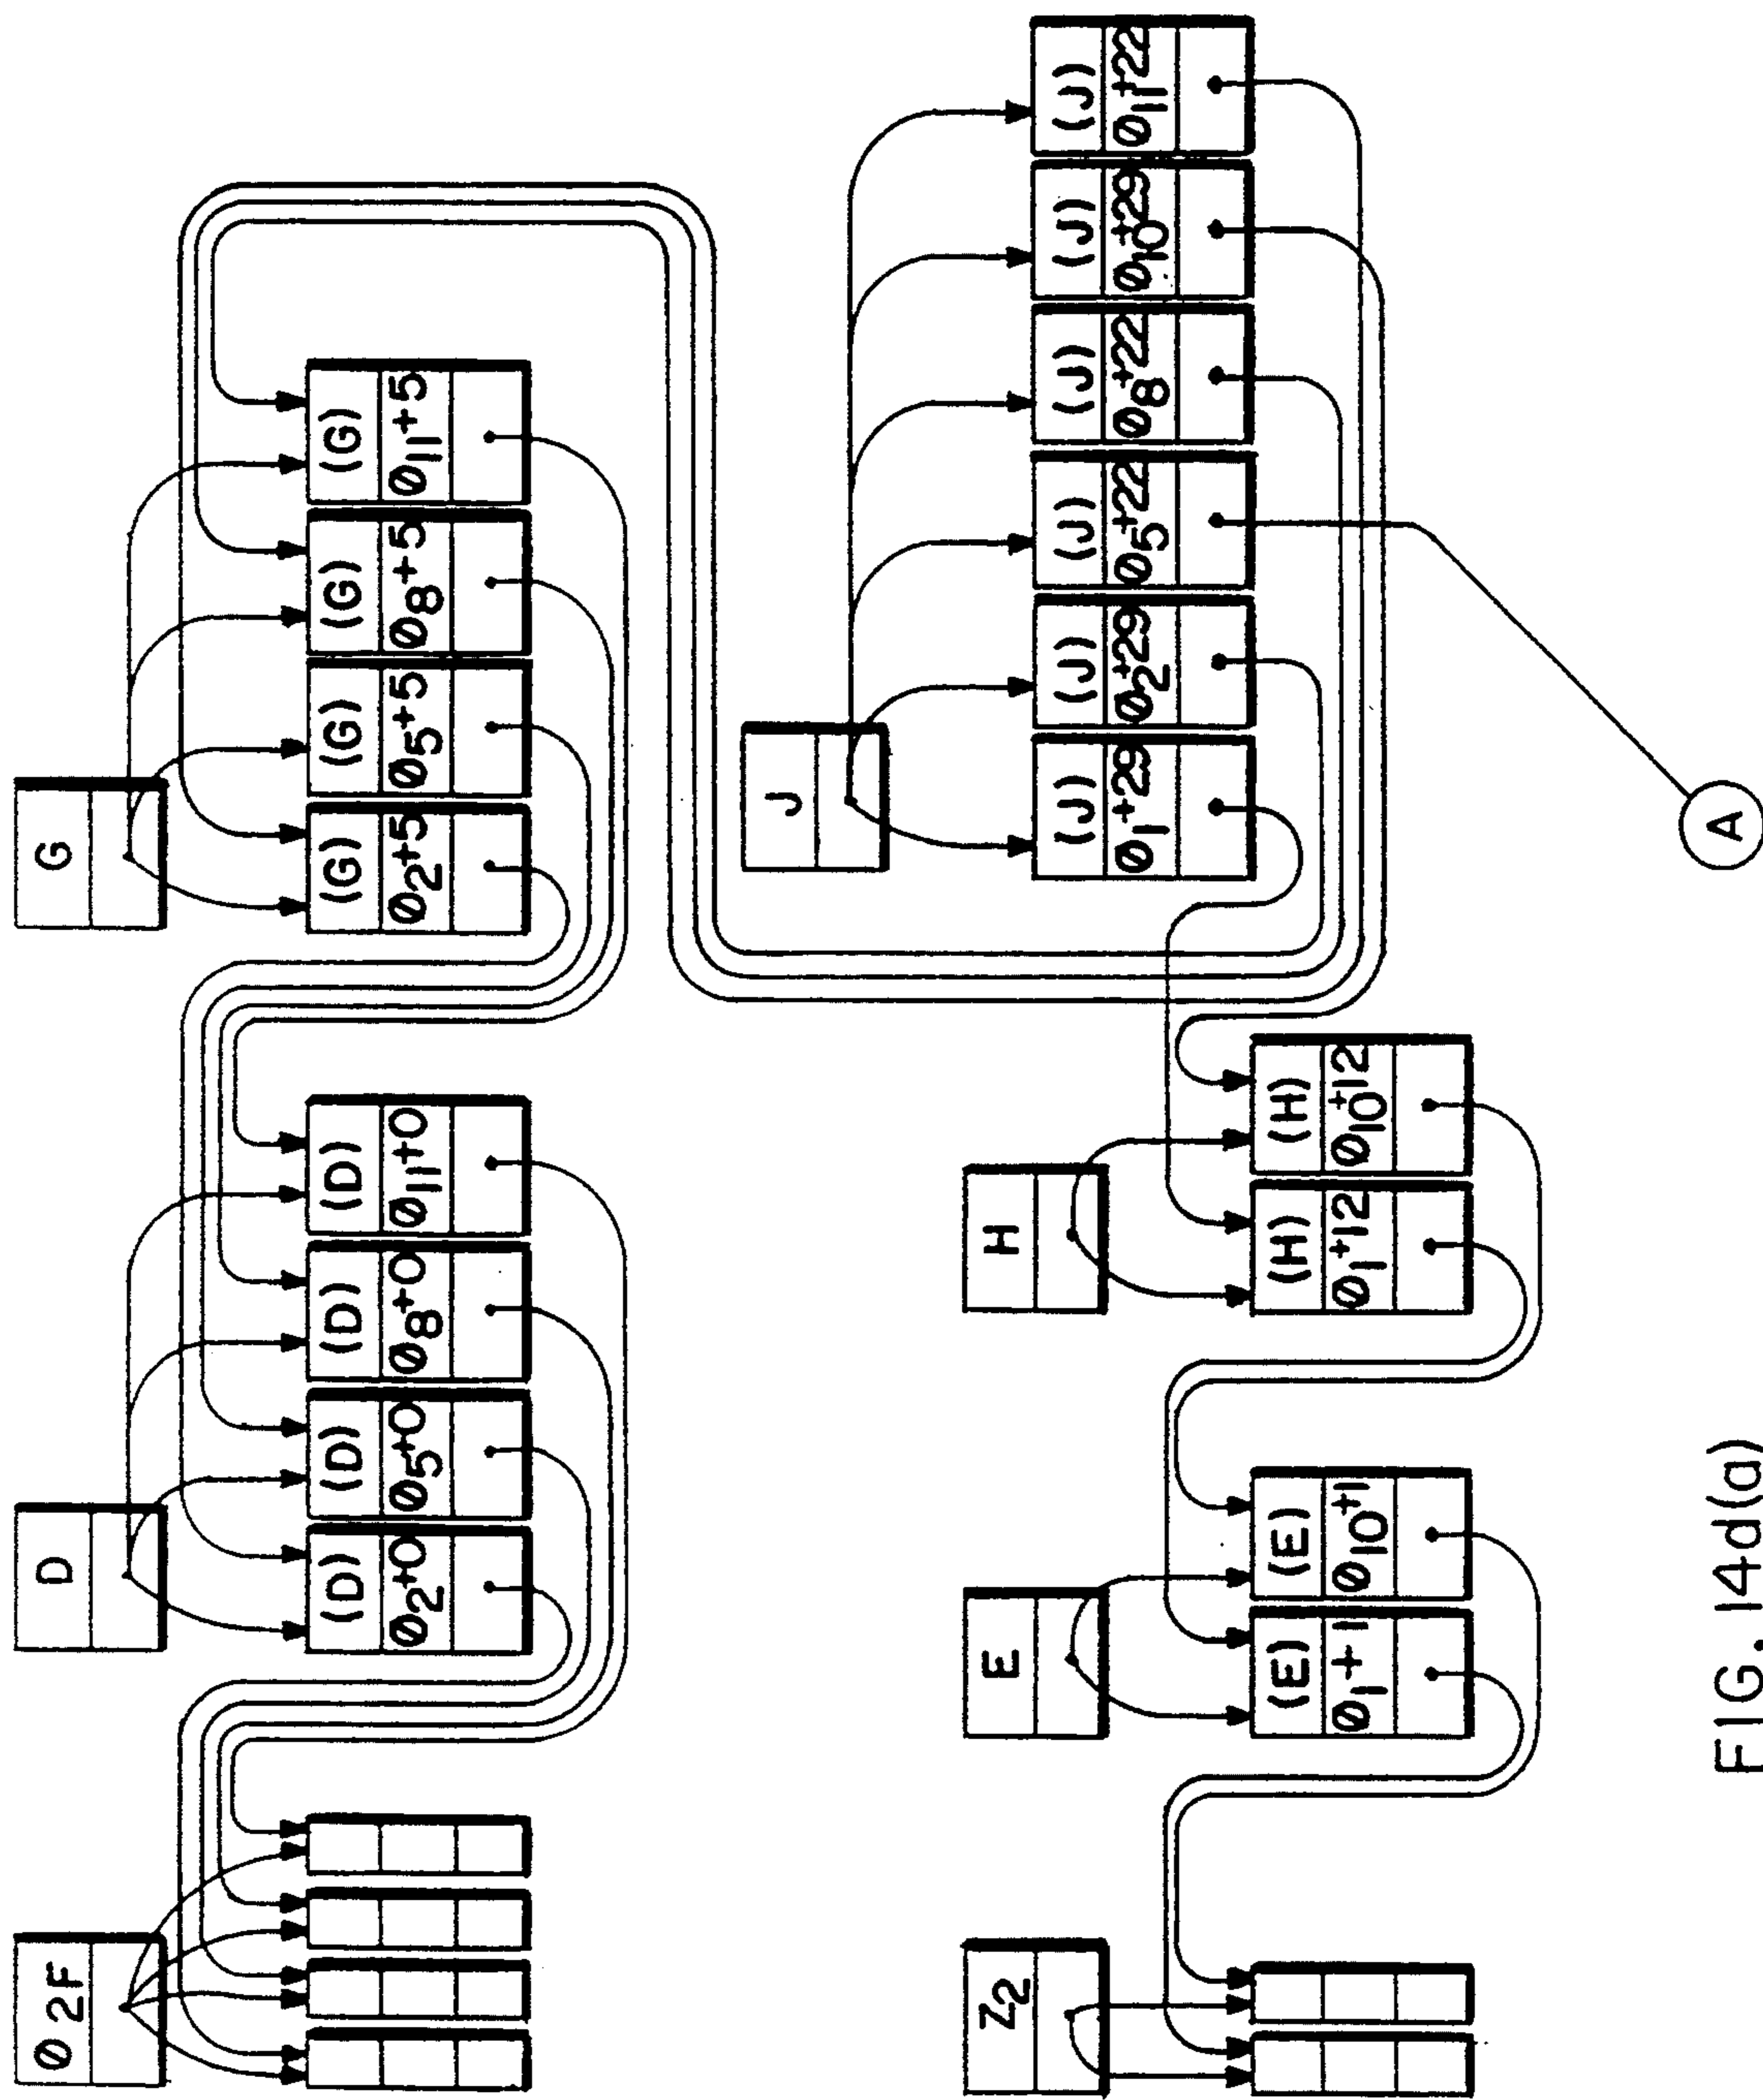 Ø2F
D
(D)
Ø2+0
(D)
Ø5+0
(D)
Ø8+0
(D)
Ø11+0
G
(G)
Ø2+5
(G)
Ø5+5
(G)
Ø8+5
(G)
Ø11+5
Z2
E
(E)
Ø1+1
(E)
Ø10+1
H
(H)
Ø1+12
(H)
Ø10+12
J
(J)
Ø1+29
(J)
Ø2+29
(J)
Ø5+22
(J)
Ø8+22
(J)
Ø10+29
(J)
Ø11+22
A
FIG. 14d(a)